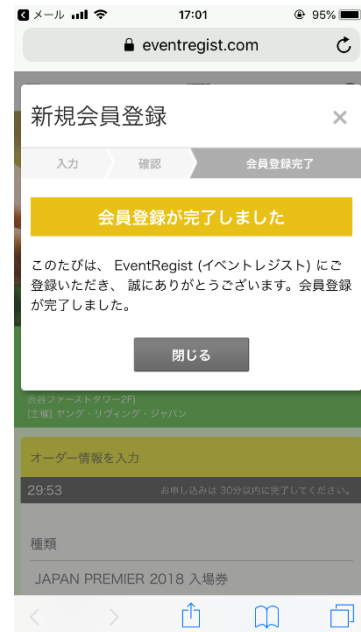 メール 17:01 95%
eventregist.com
新規会員登録 ×
入力 確認 会員登録完了
会員登録が完了しました
このたびは、 EventRegist (イベントレジスト) にご
登録いただき、 誠にありがとうございます。会員登録
が完了しました。
閉じる
渋谷ファーストタワー2F)
[主催] ヤング・リヴィング・ジャパン
オーダー情報を入力
29:53 お申し込みは 30分以内に完了してください。
種類
JAPAN PREMIER 2018 入場券